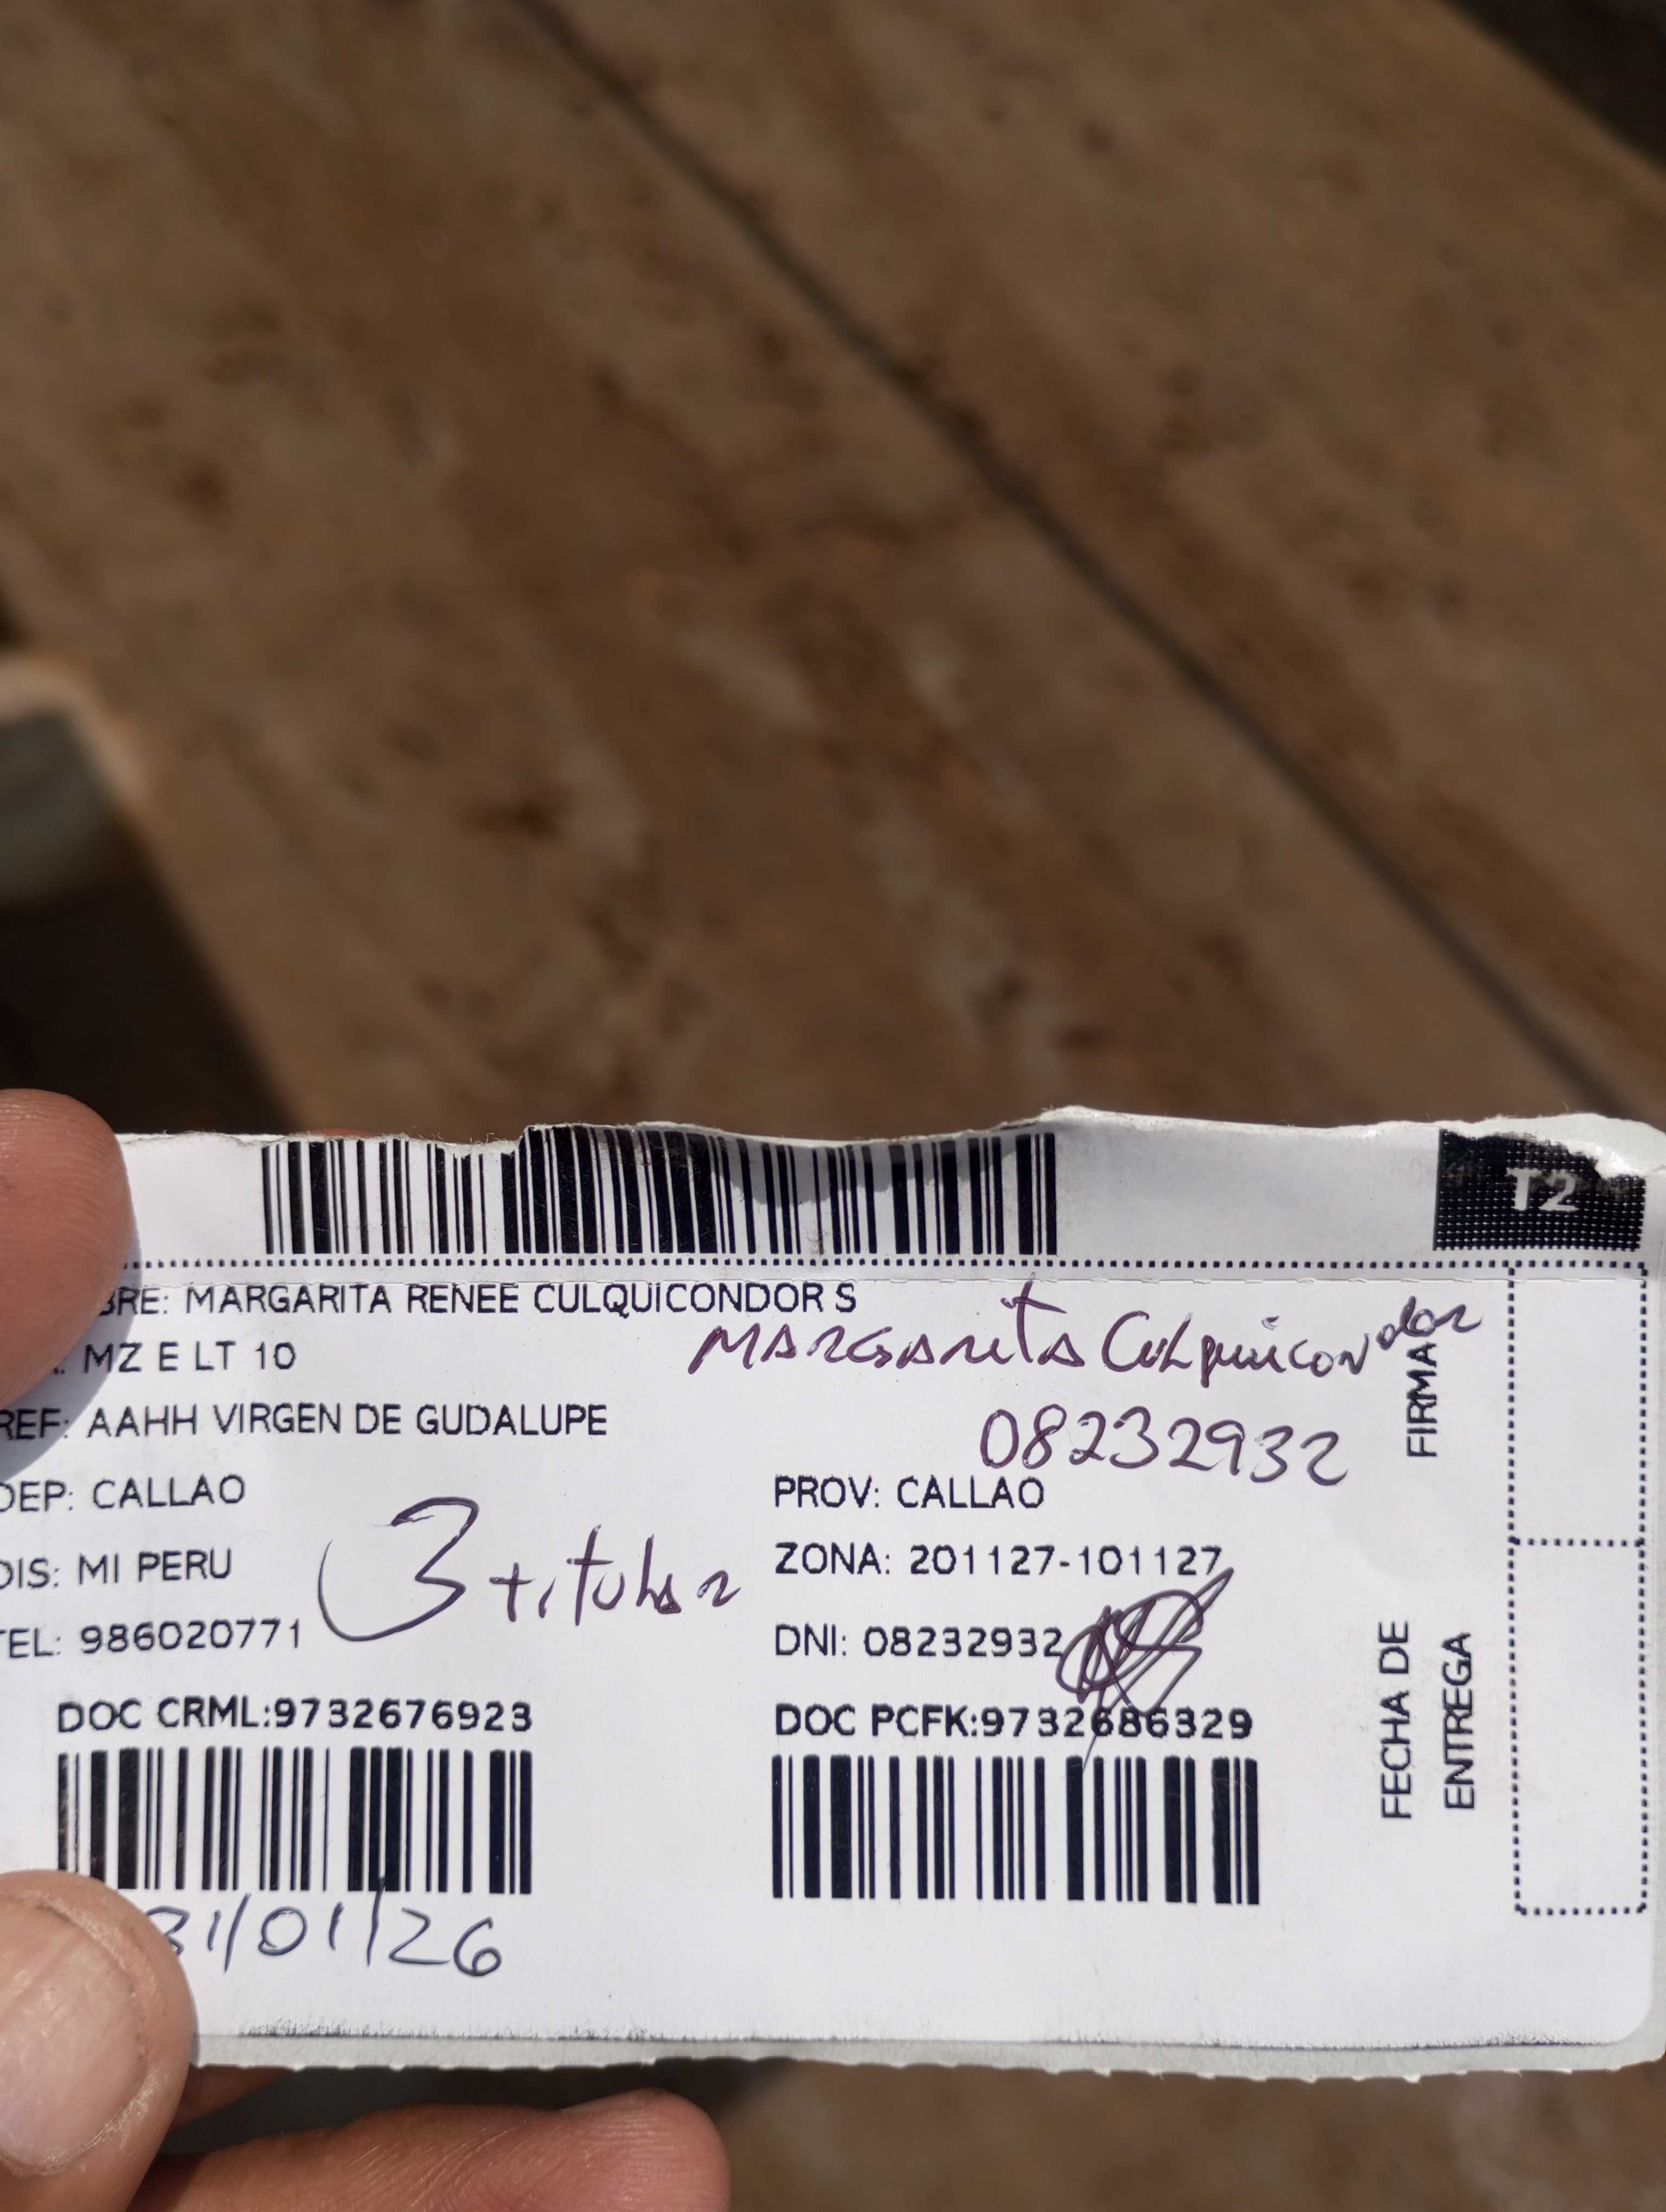 T2
BRE: MARGARITA RENEE CULQUICONDOR S
Margarita Culquicondor
MZ E LT 10
REF: AAHH VIRGEN DE GUDALUPE
08232932
FIRMA
DEP: CALLAO
PROV: CALLAO
3 titular
DIS: MI PERU
ZONA: 201127-101127
TEL: 986020771
DNI: 08232932
FECHA DE
ENTREGA
DOC CRML:9732676923
DOC PCFK:9732686329
31/01/26